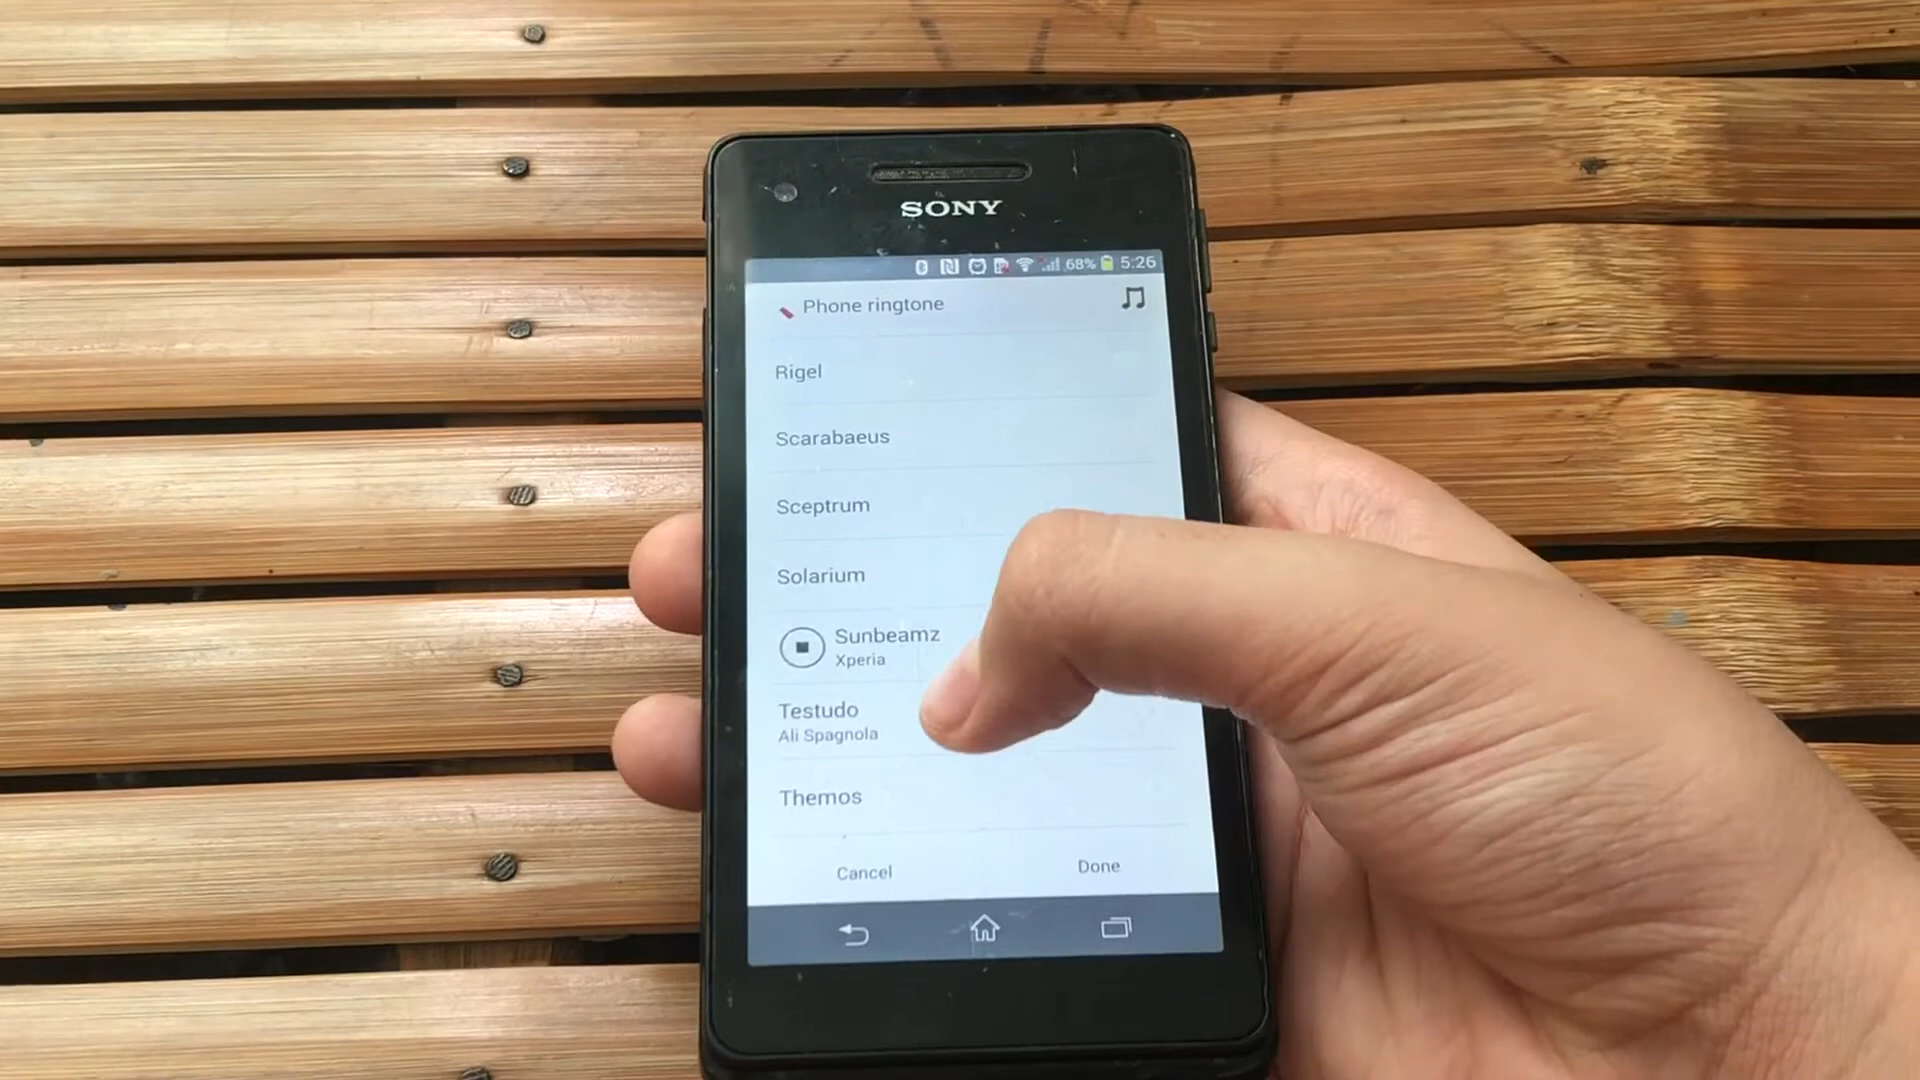 SONY
68% 5:26
Phone ringtone
Rigel
Scarabaeus
Sceptrum
Solarium
Sunbeamz
Xperia
Testudo
Ali Spagnola
Themos
Cancel Done